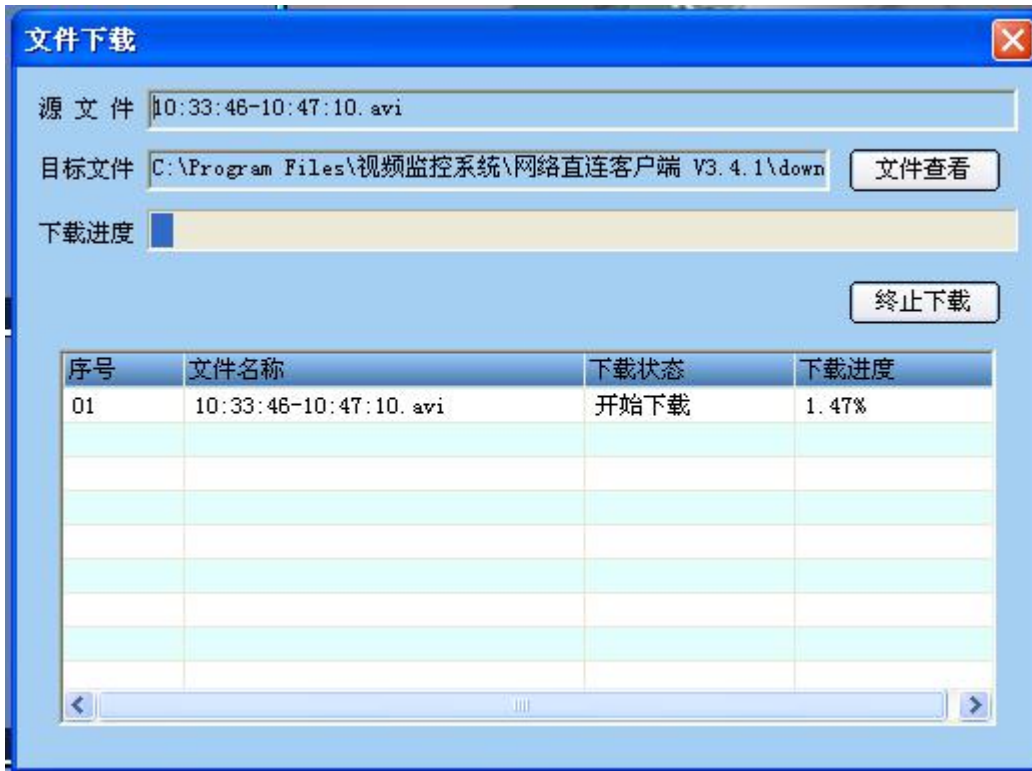 文件下载
源 文 件 10:33:46-10:47:10.avi
目标文件 C:\Program Files\视频监控系统\网络直连客户端 V3.4.1\down 文件查看
下载进度
终止下载
序号 文件名称 下载状态 下载进度
01 10:33:46-10:47:10.avi 开始下载 1.47%